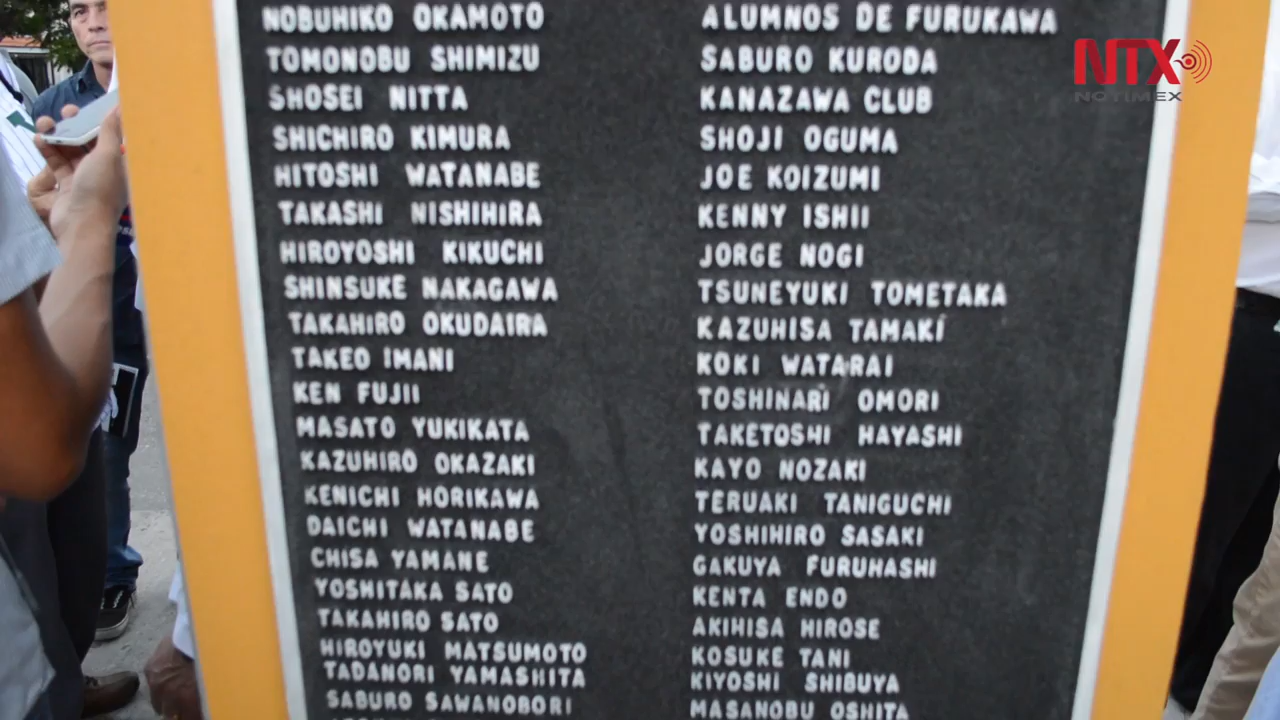 NOBUHIKO OKAMOTO
TOMONOBU SHIMIZU
SHOSEI NITTA
SHICHIRO KIMURA
HITOSHI WATANABE
TAKASHI NISHIHIRA
HIROYOSHI KIKUCHI
SHINSUKE NAKAGAWA
TAKAHIRO OKUDAIRA
TAKEO IMANI
KEN FUJII
MASATO YUKIKATA
KAZUHIRO OKAZAKI
KENICHI HORIKAWA
DAICHI WATANABE
CHISA YAMANE
YOSHITAKA SATO
TAKAHIRO SATO
HIROYUKI MATSUMOTO
TADANORI YAMASHITA
SABURO SAWANOBORI
ALUMNOS DE FURUKAWA
SABURO KURODA
KANAZAWA CLUB
SHOJI OGUMA
JOE KOIZUMI
KENNY ISHII
JORGE NOGI
TSUNEYUKI TOMETAKA
KAZUHISA TAMAKI
KOKI WATARAI
TOSHINARI OMORI
TAKETOSHI HAYASHI
KAYO NOZAKI
TERUAKI TANIGUCHI
YOSHIHIRO SASAKI
GAKUYA FURUHASHI
KENTA ENDO
AKIHISA HIROSE
KOSUKE TANI
KIYOSHI SHIBUYA
MASANOBU OSHITA
NTX
NOTIMEX